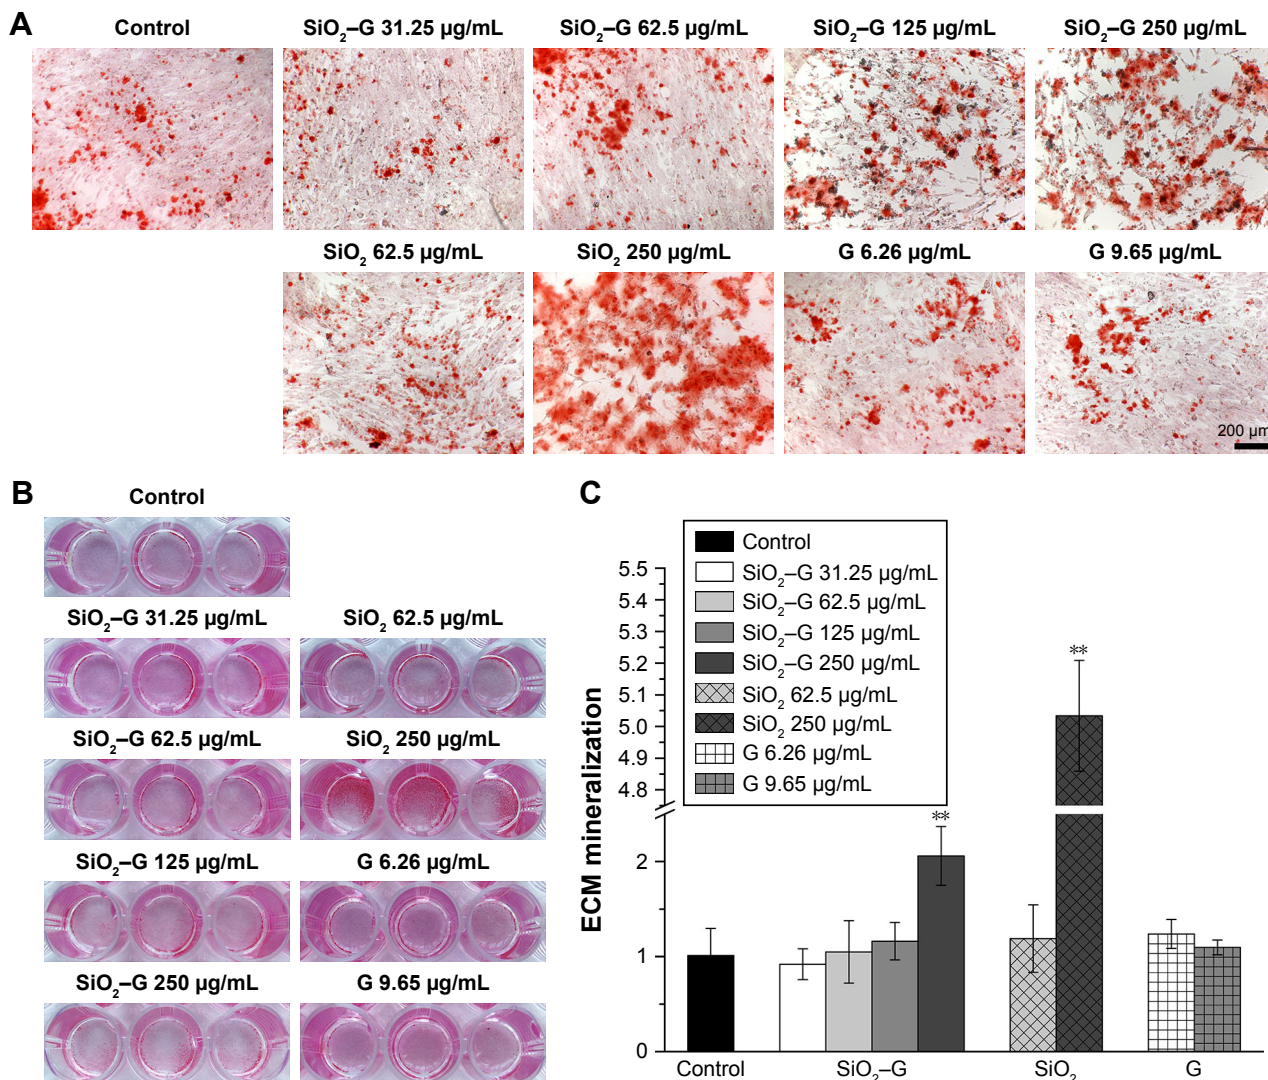 A
Control
SiO₂–G 31.25 µg/mL
SiO₂–G 62.5 µg/mL
SiO₂–G 125 µg/mL
SiO₂–G 250 µg/mL
SiO₂ 62.5 µg/mL
SiO₂ 250 µg/mL
G 6.26 µg/mL
G 9.65 µg/mL
200 µm
B
Control
SiO₂–G 31.25 µg/mL
SiO₂ 62.5 µg/mL
SiO₂–G 62.5 µg/mL
SiO₂ 250 µg/mL
SiO₂–G 125 µg/mL
G 6.26 µg/mL
SiO₂–G 250 µg/mL
G 9.65 µg/mL
C
Control
SiO₂–G 31.25 µg/mL
SiO₂–G 62.5 µg/mL
SiO₂–G 125 µg/mL
SiO₂–G 250 µg/mL
SiO₂ 62.5 µg/mL
SiO₂ 250 µg/mL
G 6.26 µg/mL
G 9.65 µg/mL
ECM mineralization
5.5
5.4
5.3
5.2
5.1
5.0
4.9
4.8
2
1
0
**
**
Control
SiO₂–G
SiO₂
G